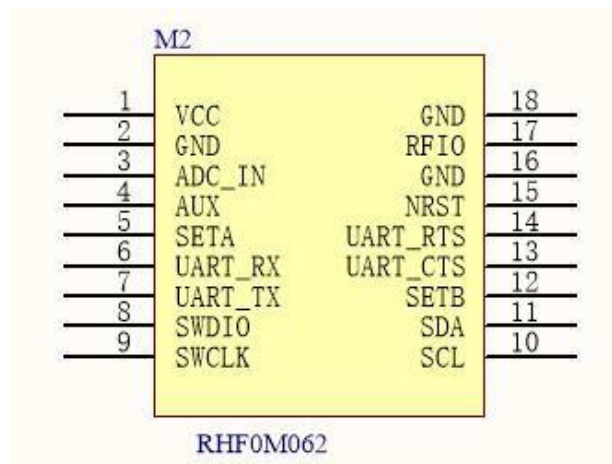 M2
1 VCC GND 18
2 GND RFIO 17
3 ADC_IN GND 16
4 AUX NRST 15
5 SETA UART_RTS 14
6 UART_RX UART_CTS 13
7 UART_TX SETB 12
8 SWDIO SDA 11
9 SWCLK SCL 10
RHF0M062